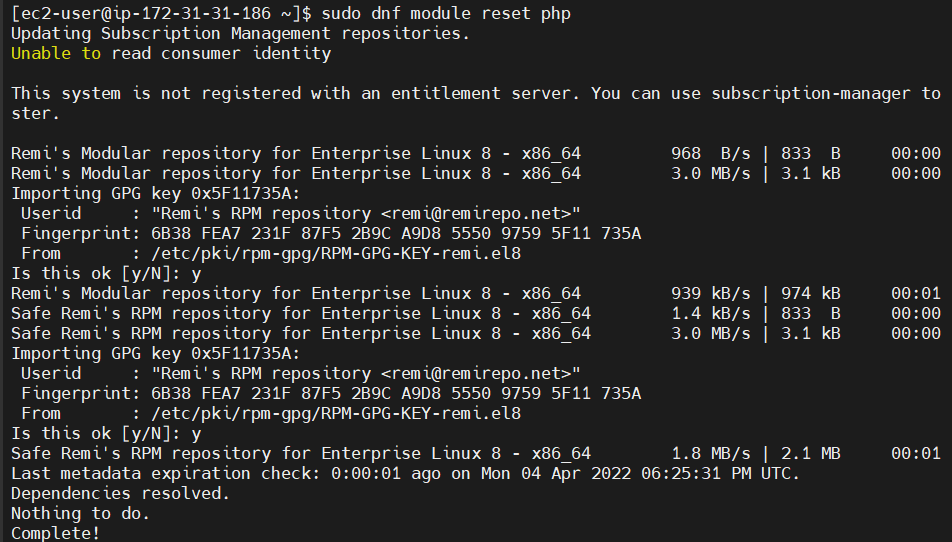 [ec2-user@ip-172-31-31-186 ~]$ sudo dnf module reset php
Updating Subscription Management repositories.
Unable to read consumer identity
This system is not registered with an entitlement server. You can use subscription-manager to
ster.
Remi's Modular repository for Enterprise Linux 8 - x86_64         968  B/s | 833  B     00:00
Remi's Modular repository for Enterprise Linux 8 - x86_64         3.0 MB/s | 3.1 kB     00:00
Importing GPG key 0x5F11735A:
 Userid     : "Remi's RPM repository <remi@remirepo.net>"
 Fingerprint: 6B38 FEA7 231F 87F5 2B9C A9D8 5550 9759 5F11 735A
 From       : /etc/pki/rpm-gpg/RPM-GPG-KEY-remi.el8
Is this ok [y/N]: y
Remi's Modular repository for Enterprise Linux 8 - x86_64         939 kB/s | 974 kB     00:01
Safe Remi's RPM repository for Enterprise Linux 8 - x86_64        1.4 kB/s | 833  B     00:00
Safe Remi's RPM repository for Enterprise Linux 8 - x86_64        3.0 MB/s | 3.1 kB     00:00
Importing GPG key 0x5F11735A:
 Userid     : "Remi's RPM repository <remi@remirepo.net>"
 Fingerprint: 6B38 FEA7 231F 87F5 2B9C A9D8 5550 9759 5F11 735A
 From       : /etc/pki/rpm-gpg/RPM-GPG-KEY-remi.el8
Is this ok [y/N]: y
Safe Remi's RPM repository for Enterprise Linux 8 - x86_64        1.8 MB/s | 2.1 MB     00:01
Last metadata expiration check: 0:00:01 ago on Mon 04 Apr 2022 06:25:31 PM UTC.
Dependencies resolved.
Nothing to do.
Complete!